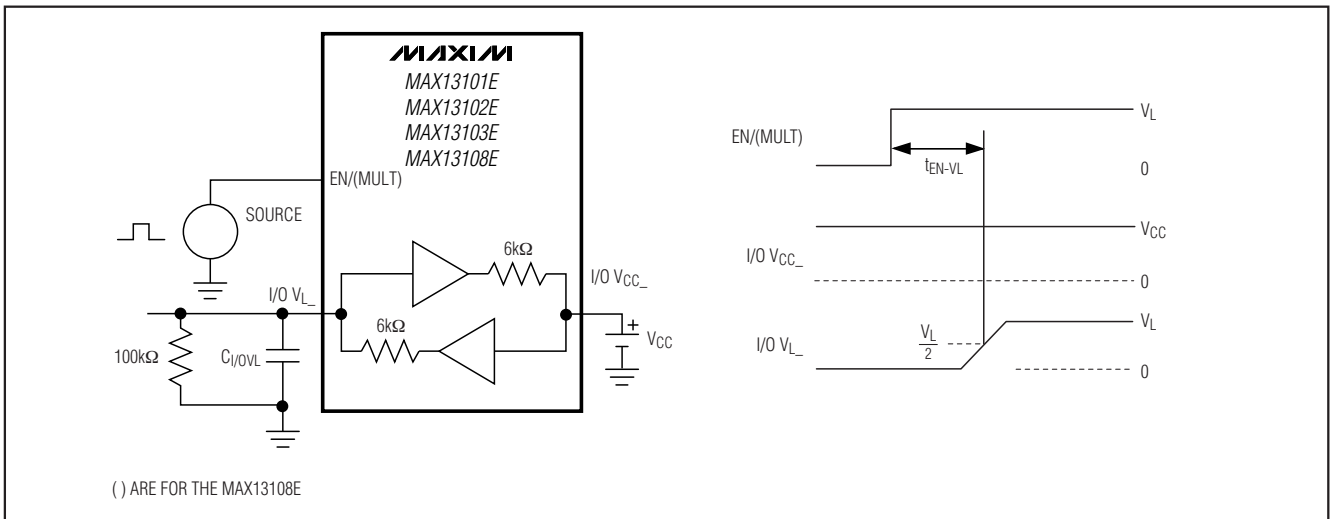 MAXIM
MAX13101E
MAX13102E
MAX13103E
MAX13108E
EN/(MULT)
SOURCE
6kΩ
I/O VL_
I/O VCC_
6kΩ
100kΩ
CI/OVL
+
VCC
EN/(MULT)
VL
tEN-VL
0
VCC
I/O VCC_
0
VL
I/O VL_
VL
2
0
( ) ARE FOR THE MAX13108E